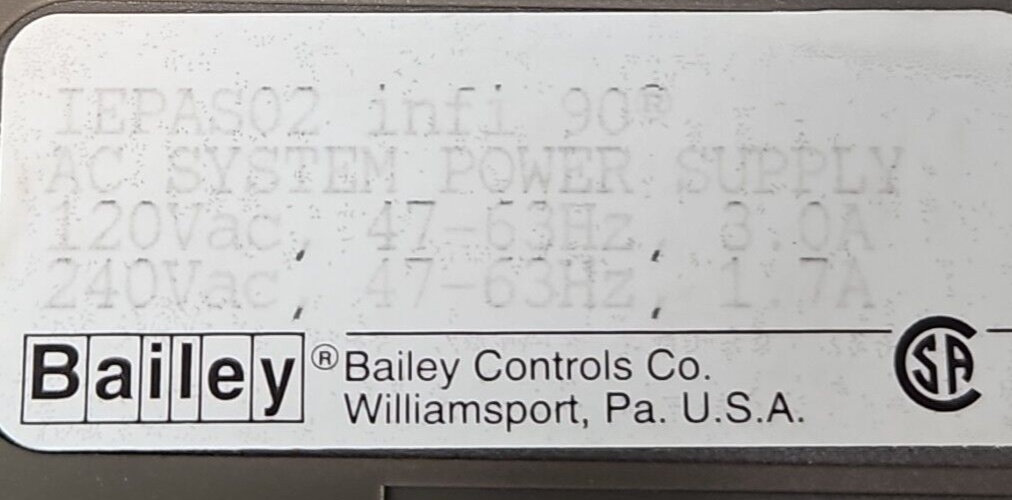 IEPAS02 infi 90®
AC SYSTEM POWER SUPPLY
120Vac, 47-63Hz, 3.0A
240Vac, 47-63Hz, 1.7A
Bailey® Bailey Controls Co.
Williamsport, Pa. U.S.A.
CSA